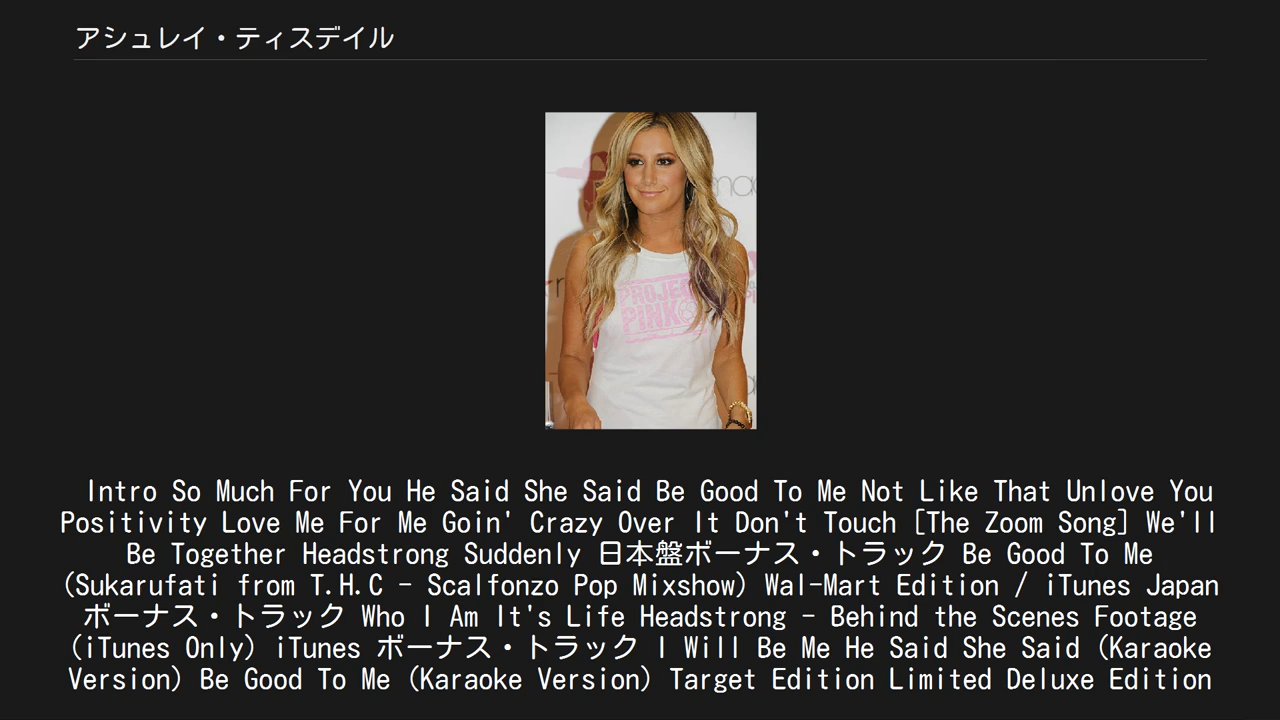 アシュレイ・ティスデイル
PROJEC
PINK
Intro So Much For You He Said She Said Be Good To Me Not Like That Unlove You
Positivity Love Me For Me Goin' Crazy Over It Don't Touch [The Zoom Song] We'll
Be Together Headstrong Suddenly 日本盤ボーナス・トラック Be Good To Me
(Sukarufati from T.H.C - Scalfonzo Pop Mixshow) Wal-Mart Edition / iTunes Japan
ボーナス・トラック Who I Am It's Life Headstrong - Behind the Scenes Footage
(iTunes Only) iTunes ボーナス・トラック I Will Be Me He Said She Said (Karaoke
Version) Be Good To Me (Karaoke Version) Target Edition Limited Deluxe Edition